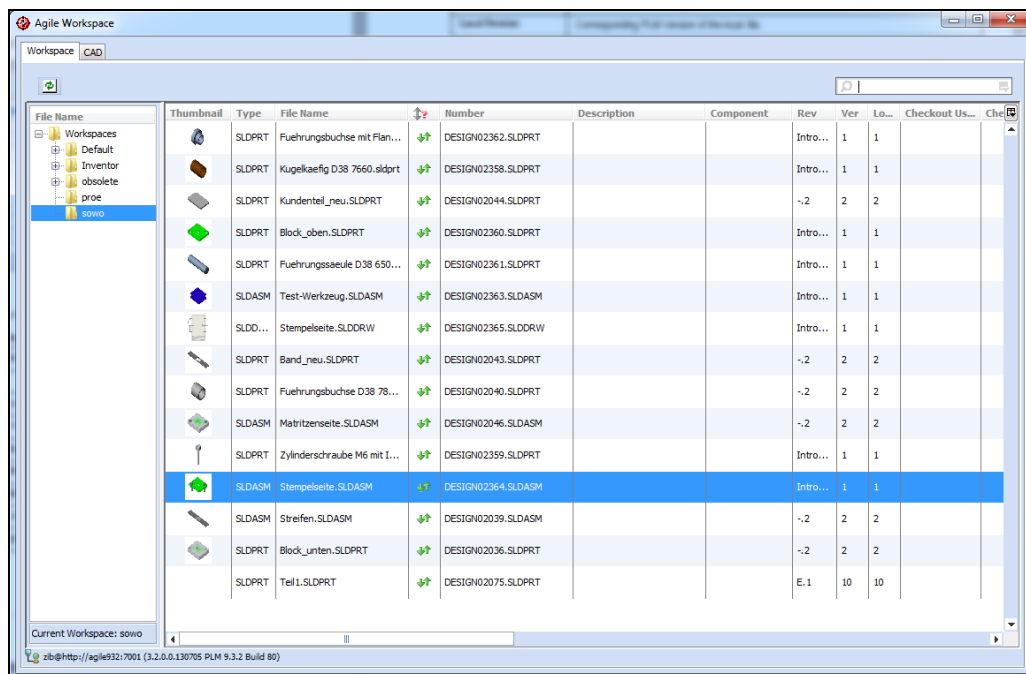 Agile Workspace
Workspace CAD
File Name
Workspaces
Default
Inventor
obsolete
proe
sowo
Current Workspace: sowo
Thumbnail Type File Name ? Number Description Component Rev Ver Lo... Checkout Us... Che
SLDPRT Fuehrungsbuchse mit Flan... DESIGN02362.SLDPRT Intro... 1 1
SLDPRT Kugelkaefig D38 7660.sldprt DESIGN02358.SLDPRT Intro... 1 1
SLDPRT Kundenteil_neu.SLDPRT DESIGN02044.SLDPRT -.2 2 2
SLDPRT Block_oben.SLDPRT DESIGN02360.SLDPRT Intro... 1 1
SLDPRT Fuehrungssaeule D38 650... DESIGN02361.SLDPRT Intro... 1 1
SLDASM Test-Werkzeug.SLDASM DESIGN02363.SLDASM Intro... 1 1
SLDD... Stempelseite.SLDDRW DESIGN02365.SLDDRW Intro... 1 1
SLDPRT Band_neu.SLDPRT DESIGN02043.SLDPRT -.2 2 2
SLDPRT Fuehrungsbuchse D38 78... DESIGN02040.SLDPRT -.2 2 2
SLDASM Matritzenseite.SLDASM DESIGN02046.SLDASM -.2 2 2
SLDPRT Zylinderschraube M6 mit I... DESIGN02359.SLDPRT Intro... 1 1
SLDASM Stempelseite.SLDASM DESIGN02364.SLDASM Intro... 1 1
SLDASM Streifen.SLDASM DESIGN02039.SLDASM -.2 2 2
SLDPRT Block_unten.SLDPRT DESIGN02036.SLDPRT -.2 2 2
SLDPRT Teil1.SLDPRT DESIGN02075.SLDPRT E.1 10 10
zib@http://agile932:7001 (3.2.0.0.130705 PLM 9.3.2 Build 80)